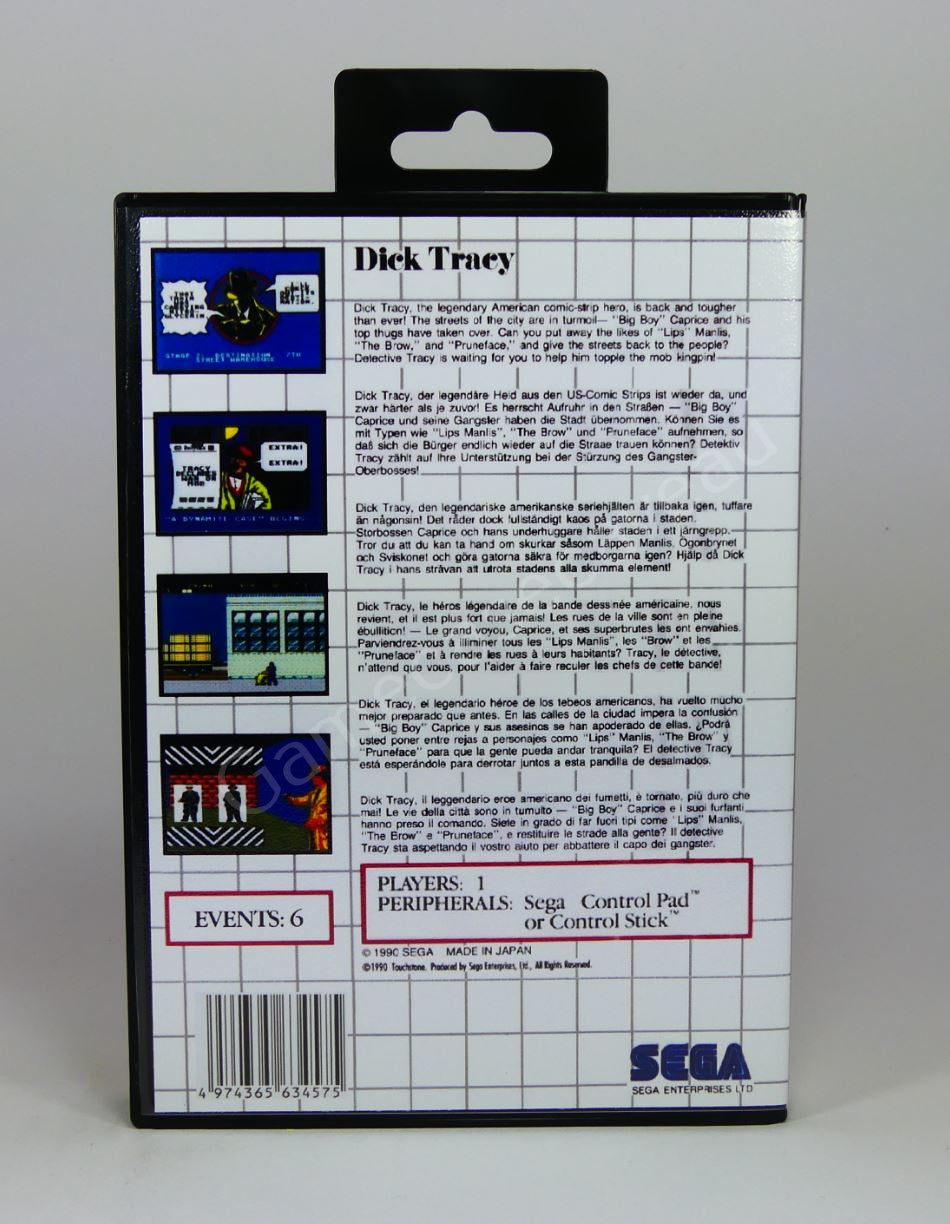 Dick Tracy
Dick Tracy, the legendary American comic-strip hero, is back and tougher
than ever! The streets of the city are in turmoil— "Big Boy" Caprice and his
top thugs have taken over. Can you put away the likes of "Lips" Manlis,
"The Brow," and "Pruneface," and give the streets back to the people?
Detective Tracy is waiting for you to help him topple the mob kingpin!
Dick Tracy, der legendäre Held aus den US-Comic Strips ist wieder da, und
zwar härter als je zuvor! Es herrscht Aufruhr in den Straßen — "Big Boy"
Caprice und seine Gangster haben die Stadt übernommen. Können Sie es
mit Typen wie "Lips Manlis", "The Brow" und "Pruneface" aufnehmen, so
daß sich die Bürger endlich wieder auf die Straae trauen können? Detektiv
Tracy zählt auf Ihre Unterstützung bei der Stürzung des Gangster-
Oberbosses!
Dick Tracy, den legendariske amerikanske seriehjälten är tillbaka igen, tuffare
än någonsin! Det råder dock fullständigt kaos på gatorna i staden.
Storbossen Caprice och hans underhuggare håller staden i ett järngrepp.
Tror du att du kan ta hand om skurkar såsom Läppen Manlis, Ögonbrynet
och Sviskonet och göra gatorna säkra för medborgarna igen? Hjälp då Dick
Tracy i hans strävan att utrota stadens alla skumma element!
Dick Tracy, le héros légendaire de la bande dessinée américaine, nous
revient, et il est plus fort que jamais! Les rues de la ville sont en pleine
ébullition! — Le grand voyou, Caprice, et ses superbrutes les ont envahies.
Parviendrez-vous à illiminer tous les "Lips Manlis", les "Brow" et les
"Pruneface" et à rendre les rues à leurs habitants? Tracy, le détective,
n'attend que vous, pour l'aider à faire reculer les chefs de cette bande!
Dick Tracy, el legendario héroe de los tebeos americanos, ha vuelto mucho
mejor preparado que antes. En las calles de la ciudad impera la confusión
— "Big Boy" Caprice y sus asesinos se han apoderado de ellas. ¿Podrá
usted poner entre rejas a personajes como "Lips" Manlis, "The Brow" y
"Pruneface" para que la gente pueda andar tranquila? El detective Tracy
está esperándole para derrotar juntos a esta pandilla de desalmados.
Dick Tracy, il leggendario eroe americano dei fumetti, è tornato, più duro che
mai! Le vie della città sono in tumulto — "Big Boy" Caprice e i suoi furfanti
hanno preso il comando. Siete in grado di far fuori tipi come "Lips" Manlis,
"The Brow" e "Pruneface", e restituire le strade alla gente? Il detective
Tracy sta aspettando il vostro aiuto per abbattere il capo dei gangster.
STAGE 2: DESTINATION, 7TH
STREET WAREHOUSE
EXTRA!
EXTRA!
TRACY
DECLARES
WAR ON
MOB
"A DYNAMITE CASE" BEGINS
EVENTS: 6
PLAYERS: 1
PERIPHERALS: Sega Control Pad™
or Control Stick™
© 1990 SEGA MADE IN JAPAN
©1990 Touchstone. Produced by Sega Enterprises, Ltd., All Rights Reserved.
4 974365 634575
SEGA
SEGA ENTERPRISES LTD